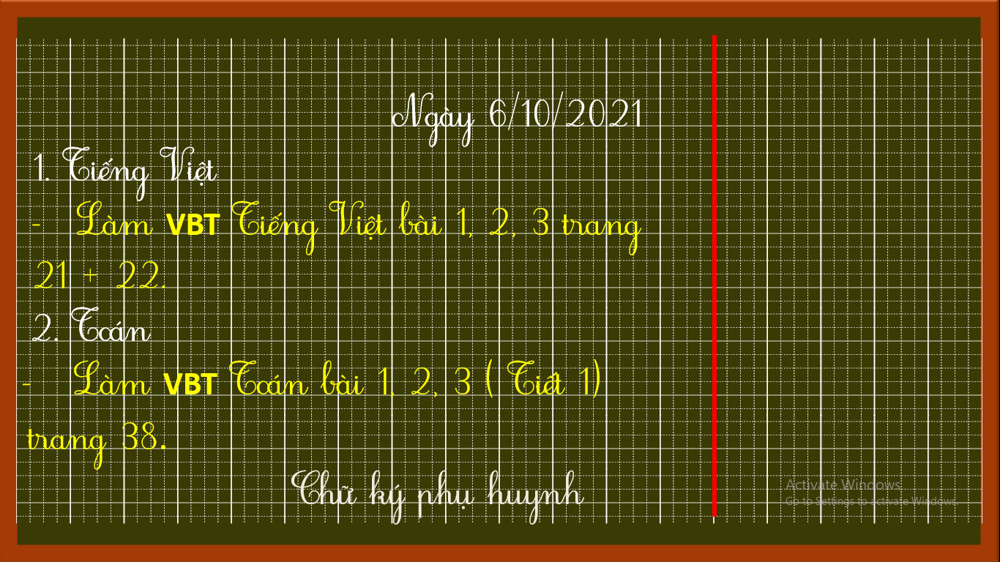 Ngày 6/10/2021
1. Tiếng Việt
- Làm VBT Tiếng Việt bài 1, 2, 3 trang
21 + 22.
2. Toán
- Làm VBT Toán bài 1, 2, 3 ( Tiết 1)
trang 38.
Chữ ký phụ huynh
Activate Windows
Go to Settings to activate Windows.